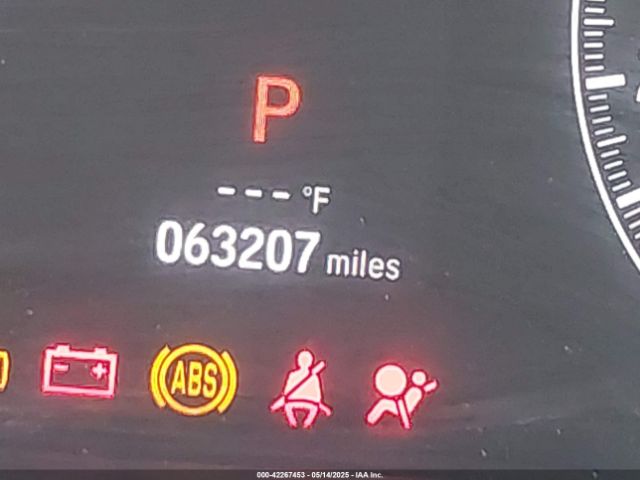 P
--- °F
063207 miles
ABS
000-42267453 - 05/14/2025 - IAA Inc.